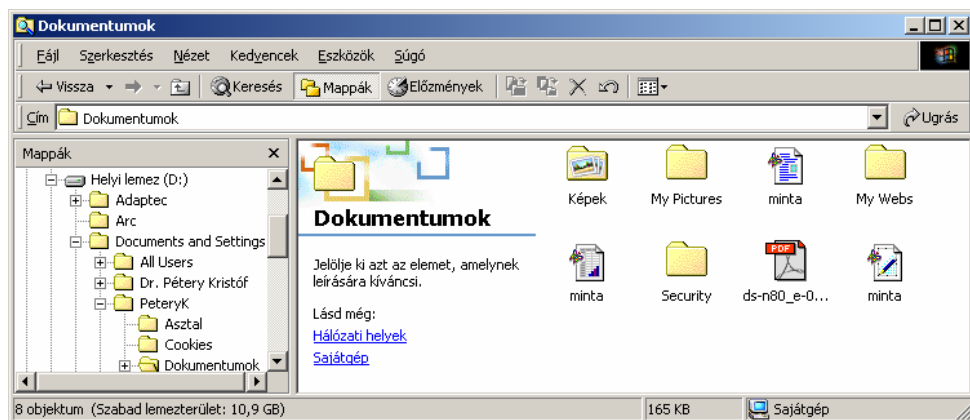 Dokumentumok
Fájl Szerkesztés Nézet Kedvencek Eszközök Súgó
Vissza Keresés Mappák Előzmények
Cím Dokumentumok Ugrás
Mappák
Helyi lemez (D:)
Adaptec
Arc
Documents and Settings
All Users
Dr. Pétery Kristóf
PeteryK
Asztal
Cookies
Dokumentumok
Dokumentumok
Jelölje ki azt az elemet, amelynek
leírására kíváncsi.
Lásd még:
Hálózati helyek
Sajátgép
Képek My Pictures minta My Webs
PDF
minta Security ds-n80_e-0... minta
8 objektum (Szabad lemezterület: 10,9 GB) 165 KB Sajátgép